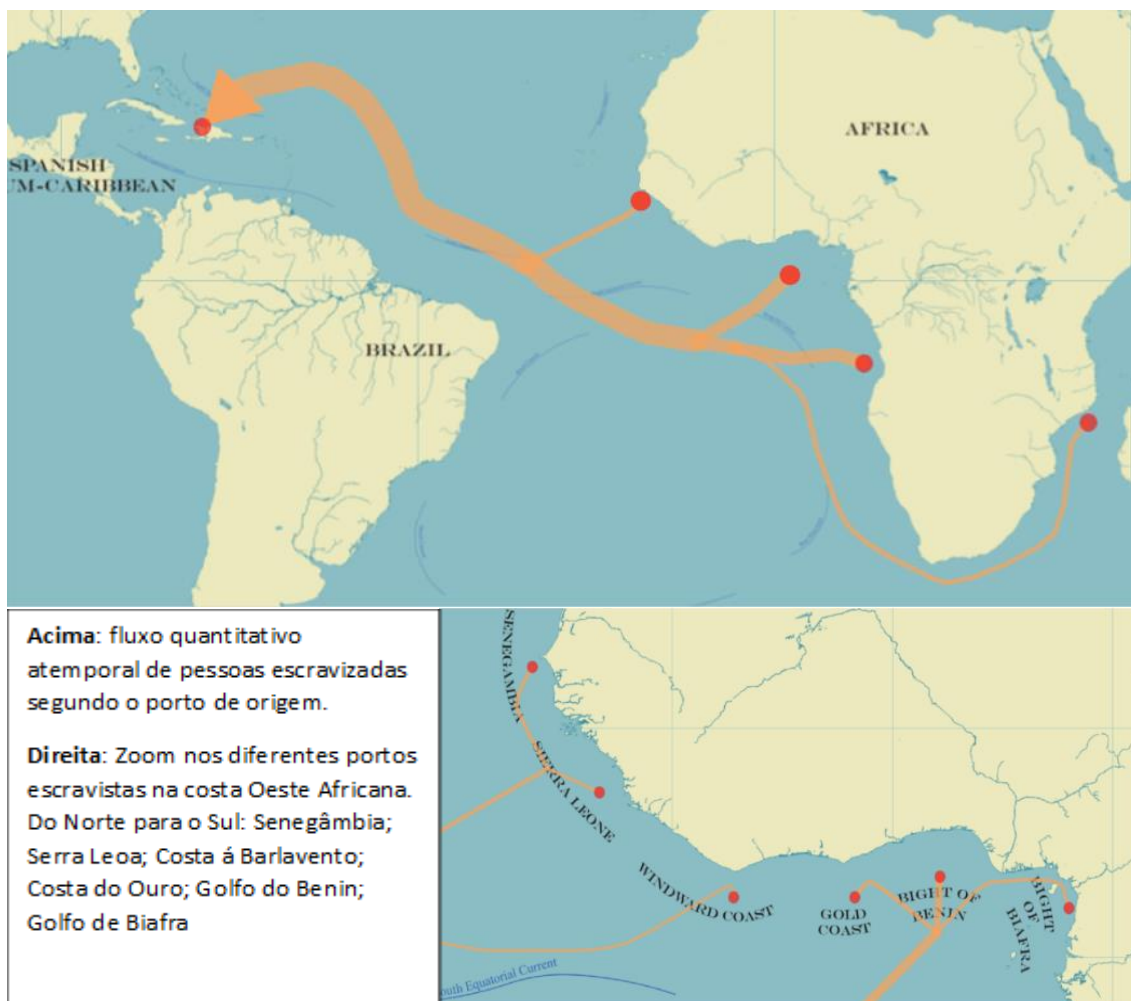 AFRICA
SPANISH
UM-CARIBBEAN
BRAZIL
Acima: fluxo quantitativo
atemporal de pessoas escravizadas
segundo o porto de origem.
Direita: Zoom nos diferentes portos
escravistas na costa Oeste Africana.
Do Norte para o Sul: Senegâmbia;
Serra Leoa; Costa á Barlavento;
Costa do Ouro; Golfo do Benin;
Golfo de Biafra
SENEGAMBIA
SIERRA LEONE
WINDWARD COAST
GOLD
COAST
BIGHT OF
BENIN
BIGHT
OF
BIAFRA
outh Equatorial Current